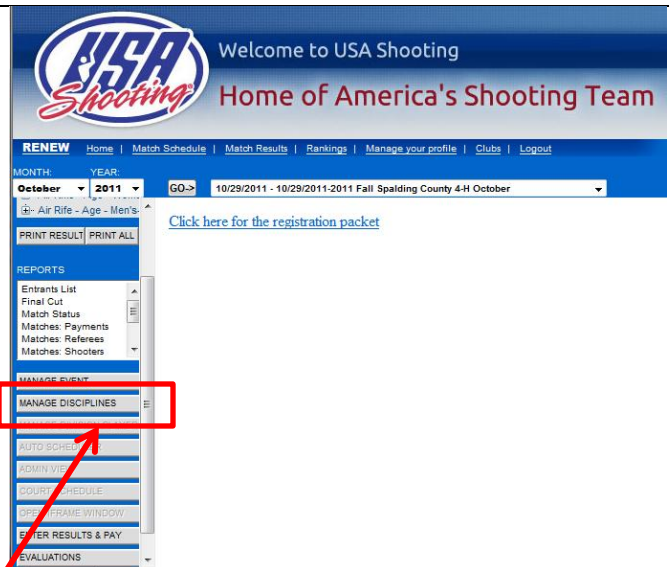 USA
Shooting
Welcome to USA Shooting
Home of America's Shooting Team
RENEW Home | Match Schedule | Match Results | Rankings | Manage your profile | Clubs | Logout
MONTH: YEAR:
October 2011 GO-> 10/29/2011 - 10/29/2011-2011 Fall Spalding County 4-H October
Air Rife - Age - Men's-
Click here for the registration packet
PRINT RESULT PRINT ALL
REPORTS
Entrants List
Final Cut
Match Status
Matches: Payments
Matches: Referees
Matches: Shooters
MANAGE EVENT
MANAGE DISCIPLINES
AUTO SCHEDULER
ADMIN VIEW
COURT SCHEDULE
OPEN IFRAME WINDOW
ENTER RESULTS & PAY
EVALUATIONS